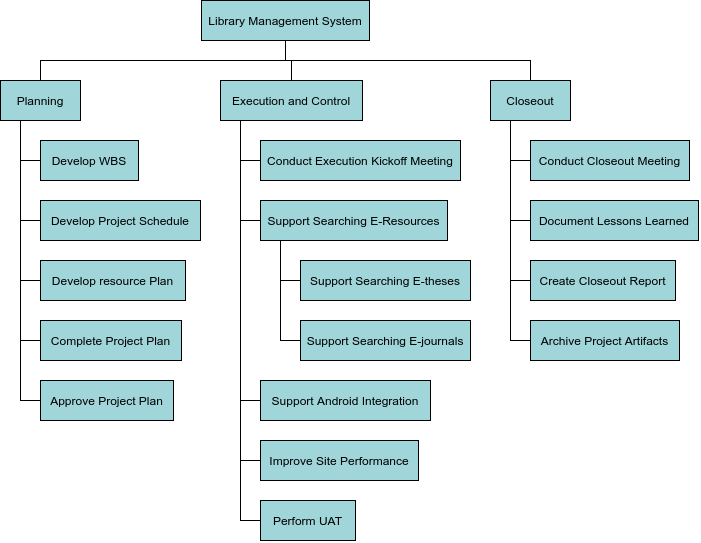 Library Management System
Planning
Execution and Control
Closeout
Develop WBS
Develop Project Schedule
Develop resource Plan
Complete Project Plan
Approve Project Plan
Conduct Execution Kickoff Meeting
Support Searching E-Resources
Support Searching E-theses
Support Searching E-journals
Support Android Integration
Improve Site Performance
Perform UAT
Conduct Closeout Meeting
Document Lessons Learned
Create Closeout Report
Archive Project Artifacts